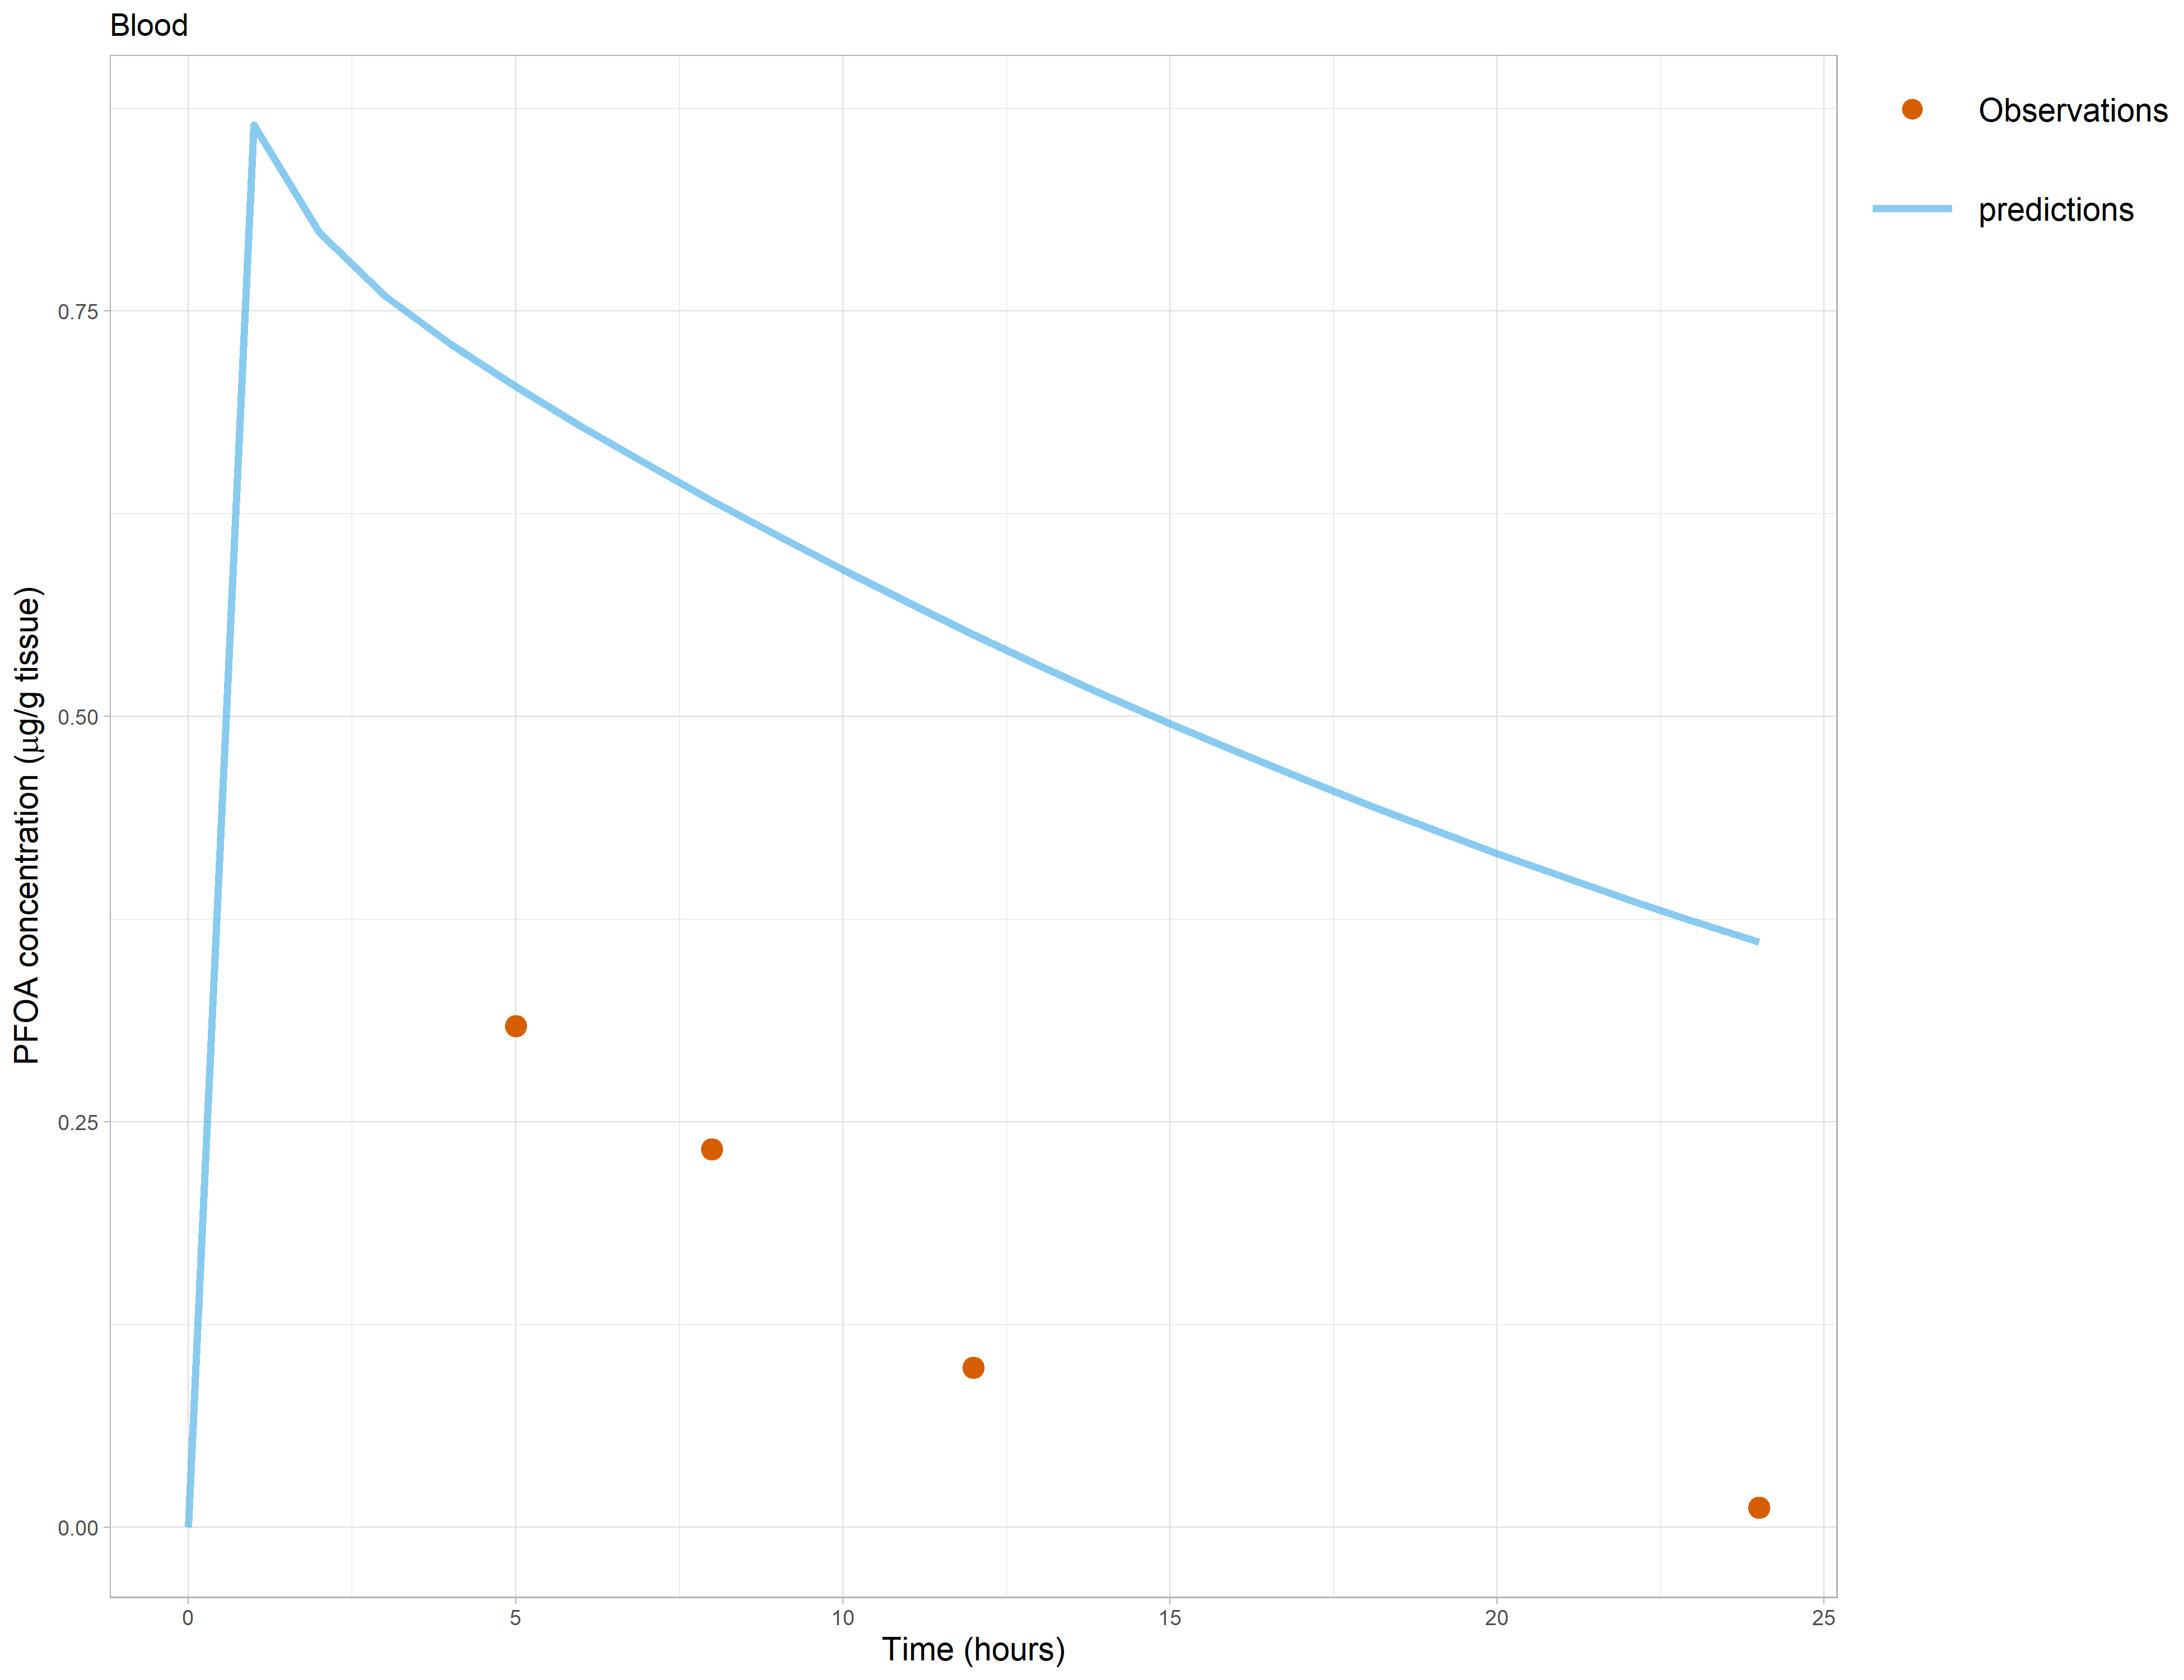 Blood
Observations
predictions
PFOA concentration (μg/g tissue)
0.75
0.50
0.25
0.00
0 5 10 15 20 25
Time (hours)